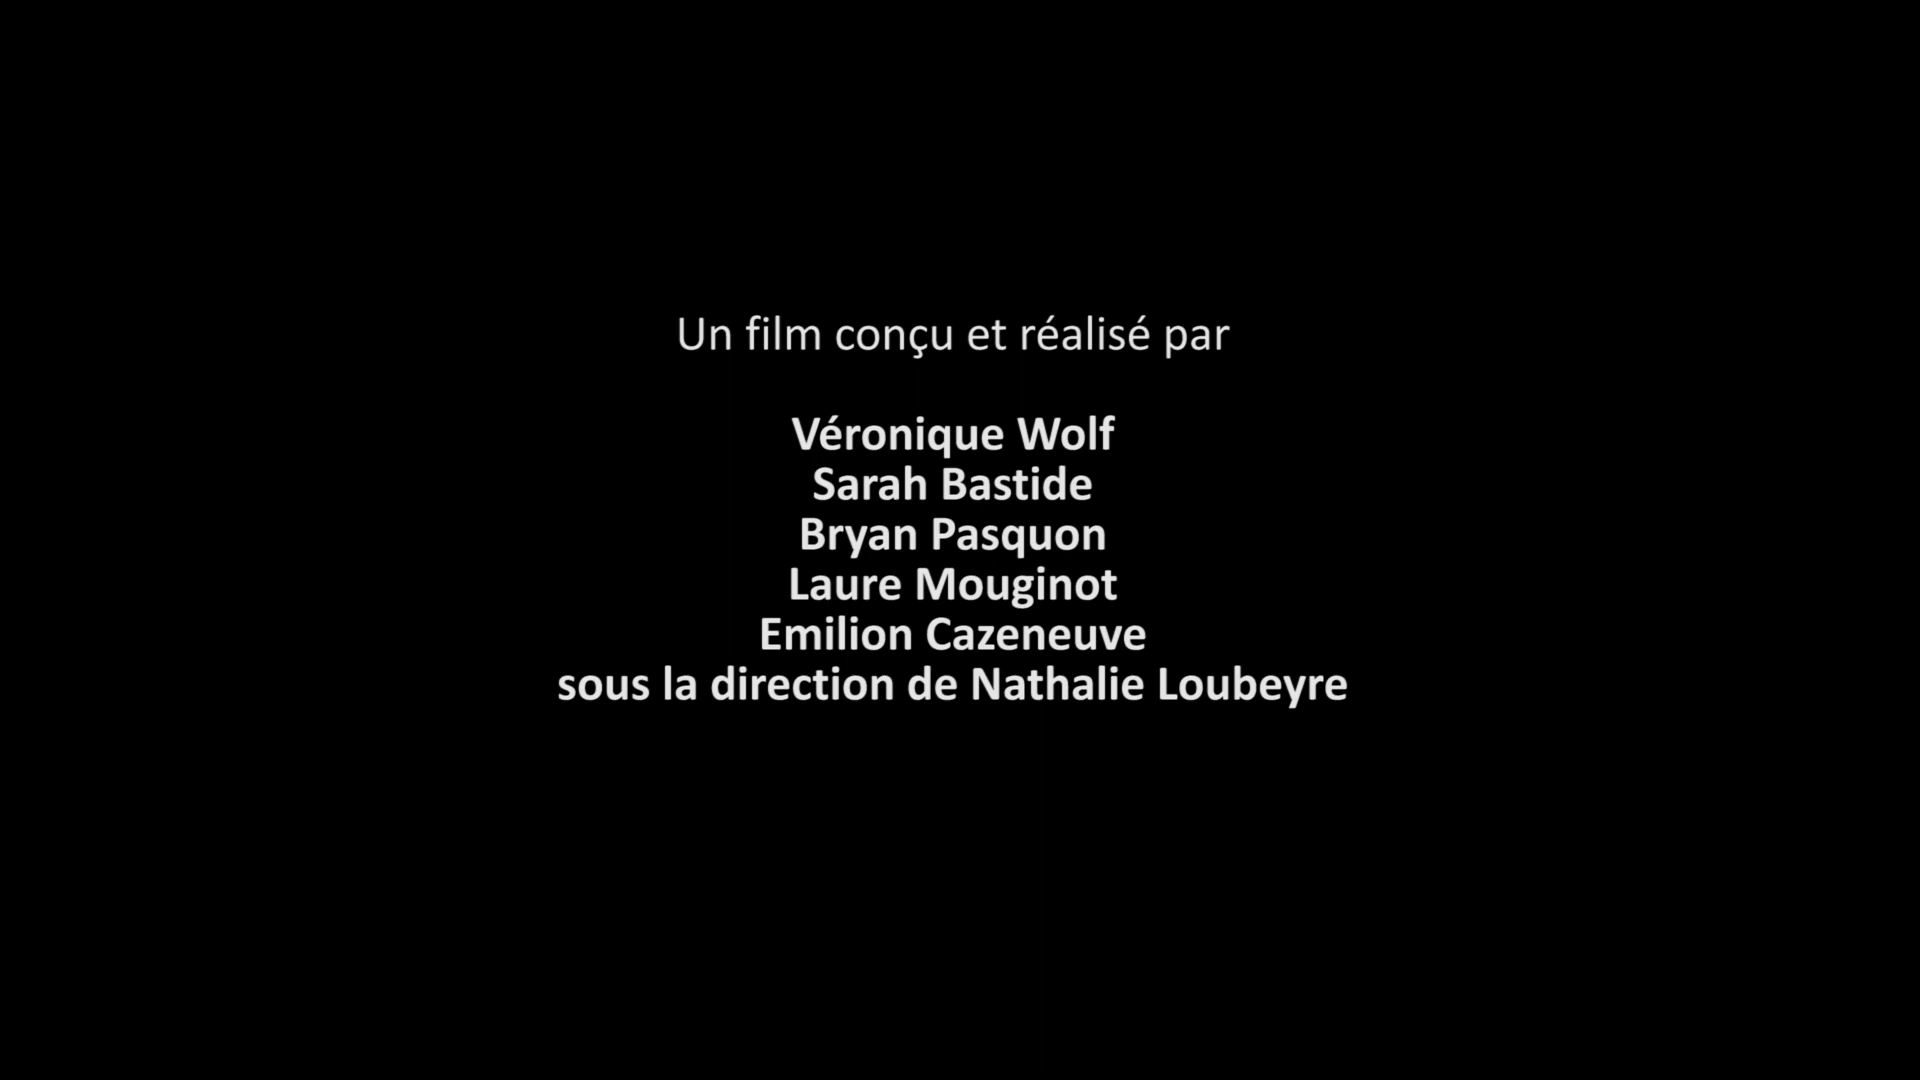 Un film conçu et réalisé par
Véronique Wolf
Sarah Bastide
Bryan Pasquon
Laure Mouginot
Emilion Cazeneuve
sous la direction de Nathalie Loubeyre